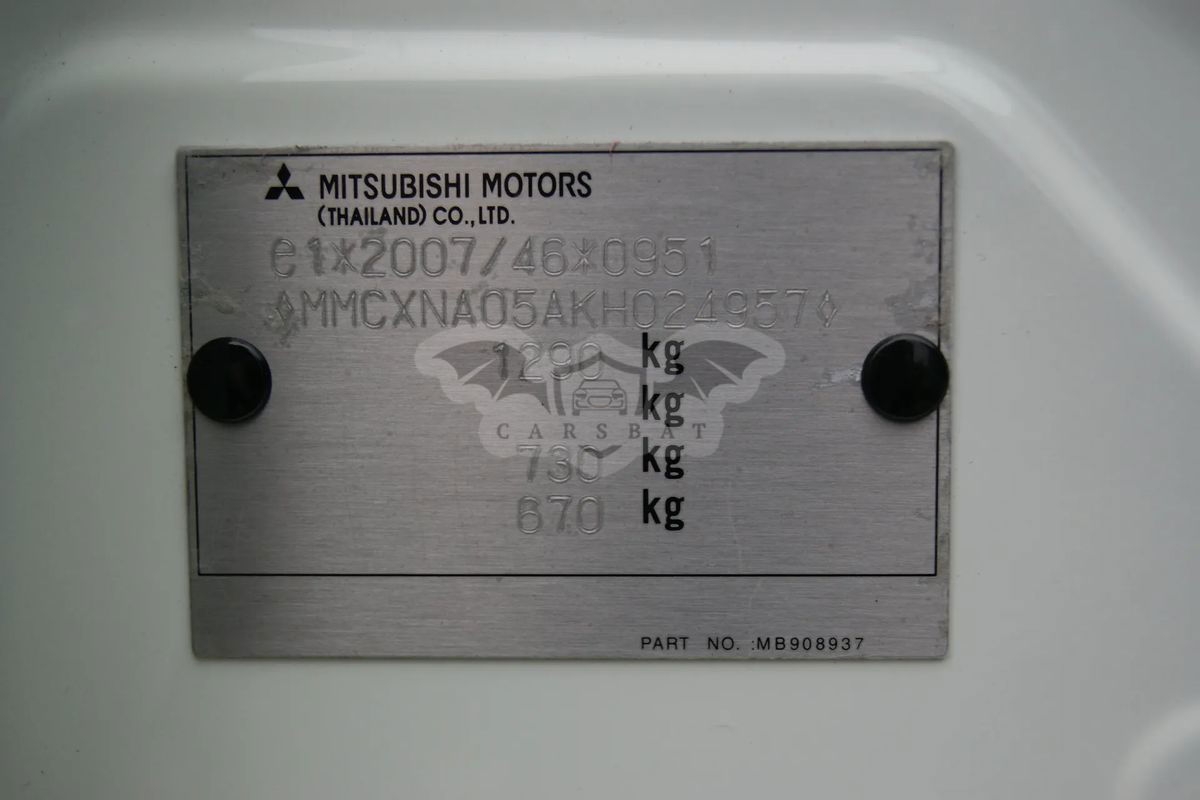 MITSUBISHI MOTORS
(THAILAND) CO.,LTD.
e1*2007/46*0951
◊MMCXNA05AKH024957◊
1290 kg
kg
CARSBAT
730 kg
670 kg
PART NO. :MB908937